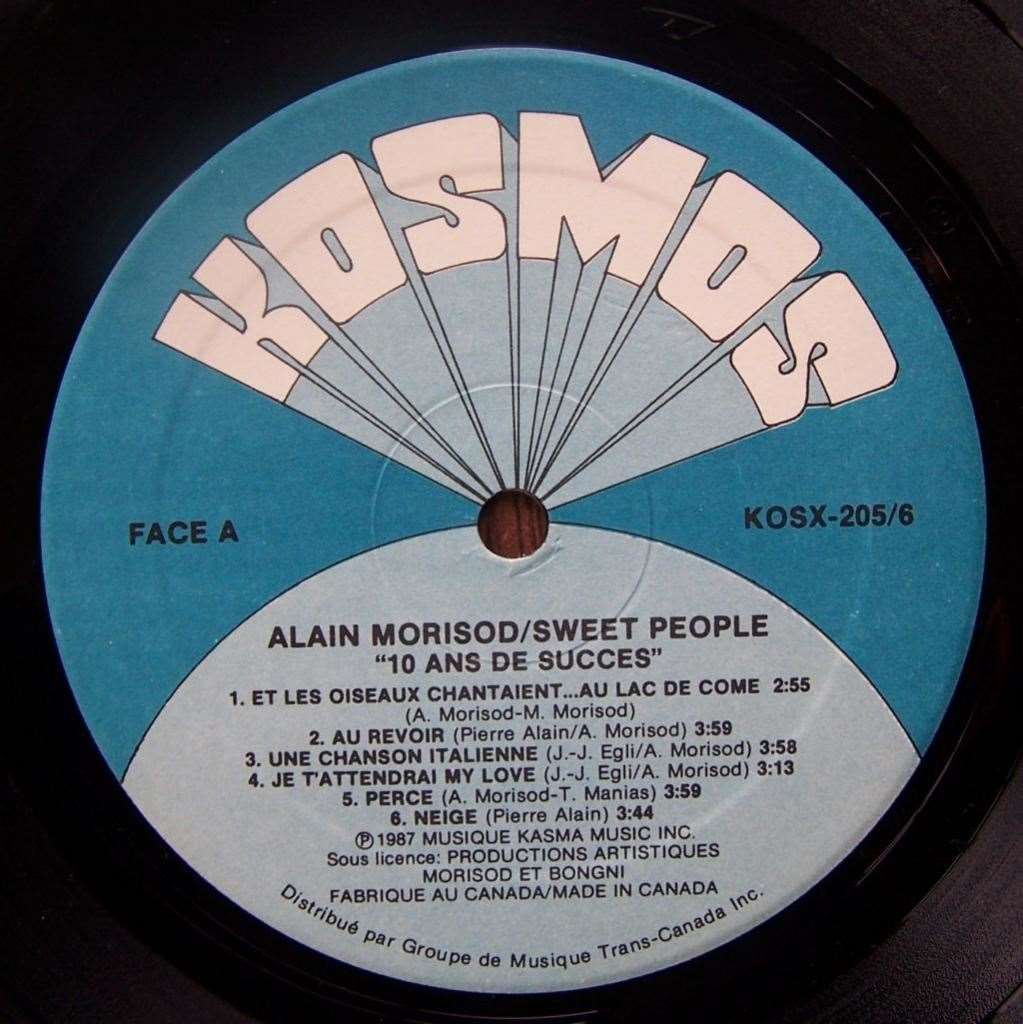 KOSMOS
FACE A
KOSX-205/6
ALAIN MORISOD/SWEET PEOPLE
"10 ANS DE SUCCES"
1. ET LES OISEAUX CHANTAIENT...AU LAC DE COME 2:55
(A. Morisod-M. Morisod)
2. AU REVOIR (Pierre Alain/A. Morisod) 3:59
3. UNE CHANSON ITALIENNE (J.-J. Egli/A. Morisod) 3:58
4. JE T'ATTENDRAI MY LOVE (J.-J. Egli/A. Morisod) 3:13
5. PERCE (A. Morisod-T. Manias) 3:59
6. NEIGE (Pierre Alain) 3:44
℗1987 MUSIQUE KASMA MUSIC INC.
Sous licence: PRODUCTIONS ARTISTIQUES
MORISOD ET BONGNI
FABRIQUE AU CANADA/MADE IN CANADA
Distribué par Groupe de Musique Trans-Canada Inc.